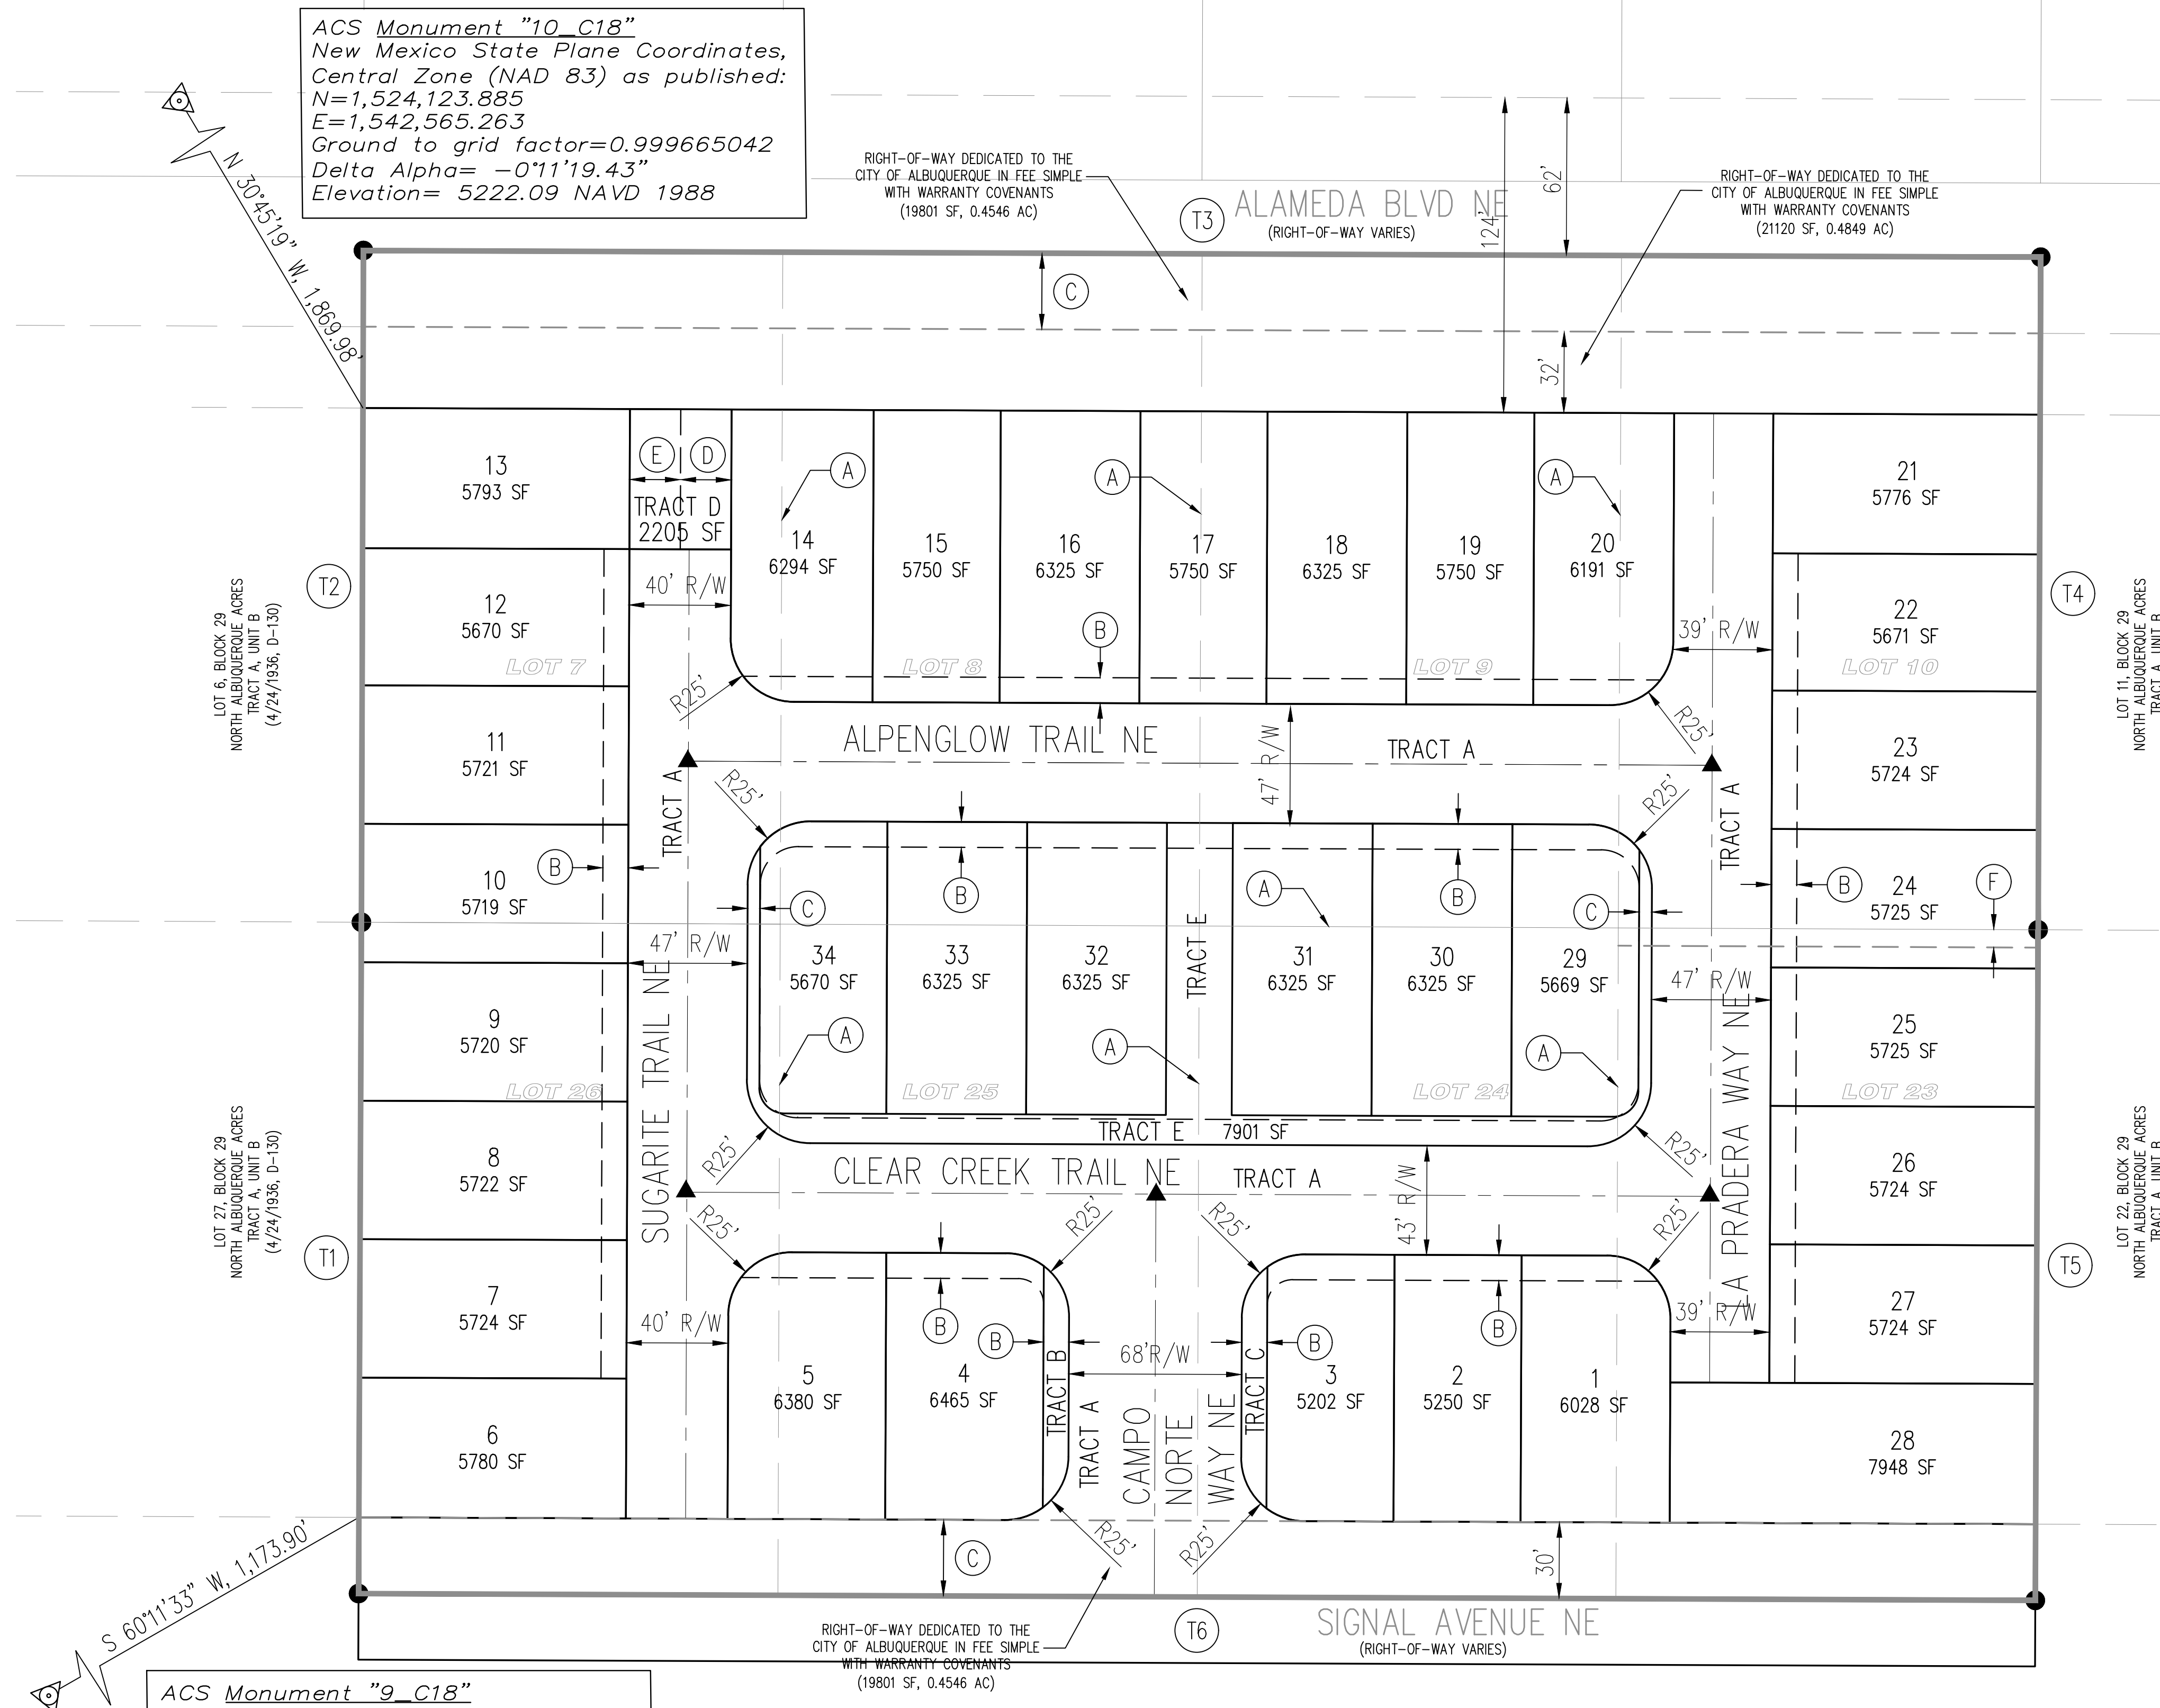 ACS Monument "10_C18"
New Mexico State Plane Coordinates,
Central Zone (NAD 83) as published:
N=1,524,123.885
E=1,542,565.263
Ground to grid factor=0.999665042
Delta Alpha= -0°11'19.43"
Elevation= 5222.09 NAVD 1988
N 30°45'19" W, 1,869.98'
RIGHT-OF-WAY DEDICATED TO THE
CITY OF ALBUQUERQUE IN FEE SIMPLE
WITH WARRANTY COVENANTS
(19801 SF, 0.4546 AC)
T3
ALAMEDA BLVD NE
(RIGHT-OF-WAY VARIES)
124'
62'
RIGHT-OF-WAY DEDICATED TO THE
CITY OF ALBUQUERQUE IN FEE SIMPLE
WITH WARRANTY COVENANTS
(21120 SF, 0.4849 AC)
C
32'
13
5793 SF
E
D
TRACT D
2205 SF
A
A
A
14
6294 SF
15
5750 SF
16
6325 SF
17
5750 SF
18
6325 SF
19
5750 SF
20
6191 SF
21
5776 SF
T2
LOT 6, BLOCK 29
NORTH ALBUQUERQUE ACRES
TRACT A, UNIT B
(4/24/1936, D-130)
12
5670 SF
40' R/W
B
39' R/W
22
5671 SF
T4
LOT 11, BLOCK 29
NORTH ALBUQUERQUE ACRES
TRACT A, UNIT B
LOT 7
LOT 8
LOT 9
LOT 10
R25'
R25'
11
5721 SF
ALPENGLOW TRAIL NE
47' R/W
TRACT A
23
5724 SF
TRACT A
R25'
R25'
TRACT A
10
5719 SF
B
C
B
A
B
C
B
24
5725 SF
F
47' R/W
34
5670 SF
33
6325 SF
32
6325 SF
TRACT E
31
6325 SF
30
6325 SF
29
5669 SF
47' R/W
9
5720 SF
A
A
A
25
5725 SF
LOT 26
LOT 25
LOT 24
LOT 23
SUGARITE TRAIL NE
LA PRADERA WAY NE
TRACT E 7901 SF
LOT 27, BLOCK 29
NORTH ALBUQUERQUE ACRES
TRACT A, UNIT B
(4/24/1936, D-130)
8
5722 SF
R25'
CLEAR CREEK TRAIL NE
TRACT A
43' R/W
R25'
26
5724 SF
LOT 22, BLOCK 29
NORTH ALBUQUERQUE ACRES
TRACT A, UNIT B
T1
R25'
R25'
R25'
R25'
T5
7
5724 SF
40' R/W
B
B
68'R/W
B
B
39' R/W
27
5724 SF
5
6380 SF
4
6465 SF
TRACT B
TRACT A
CAMPO
NORTE
WAY NE
TRACT C
3
5202 SF
2
5250 SF
1
6028 SF
6
5780 SF
28
7948 SF
C
R25'
R25'
30'
S 60°11'33" W, 1,173.90'
RIGHT-OF-WAY DEDICATED TO THE
CITY OF ALBUQUERQUE IN FEE SIMPLE
WITH WARRANTY COVENANTS
(19801 SF, 0.4546 AC)
T6
SIGNAL AVENUE NE
(RIGHT-OF-WAY VARIES)
ACS Monument "9_C18"